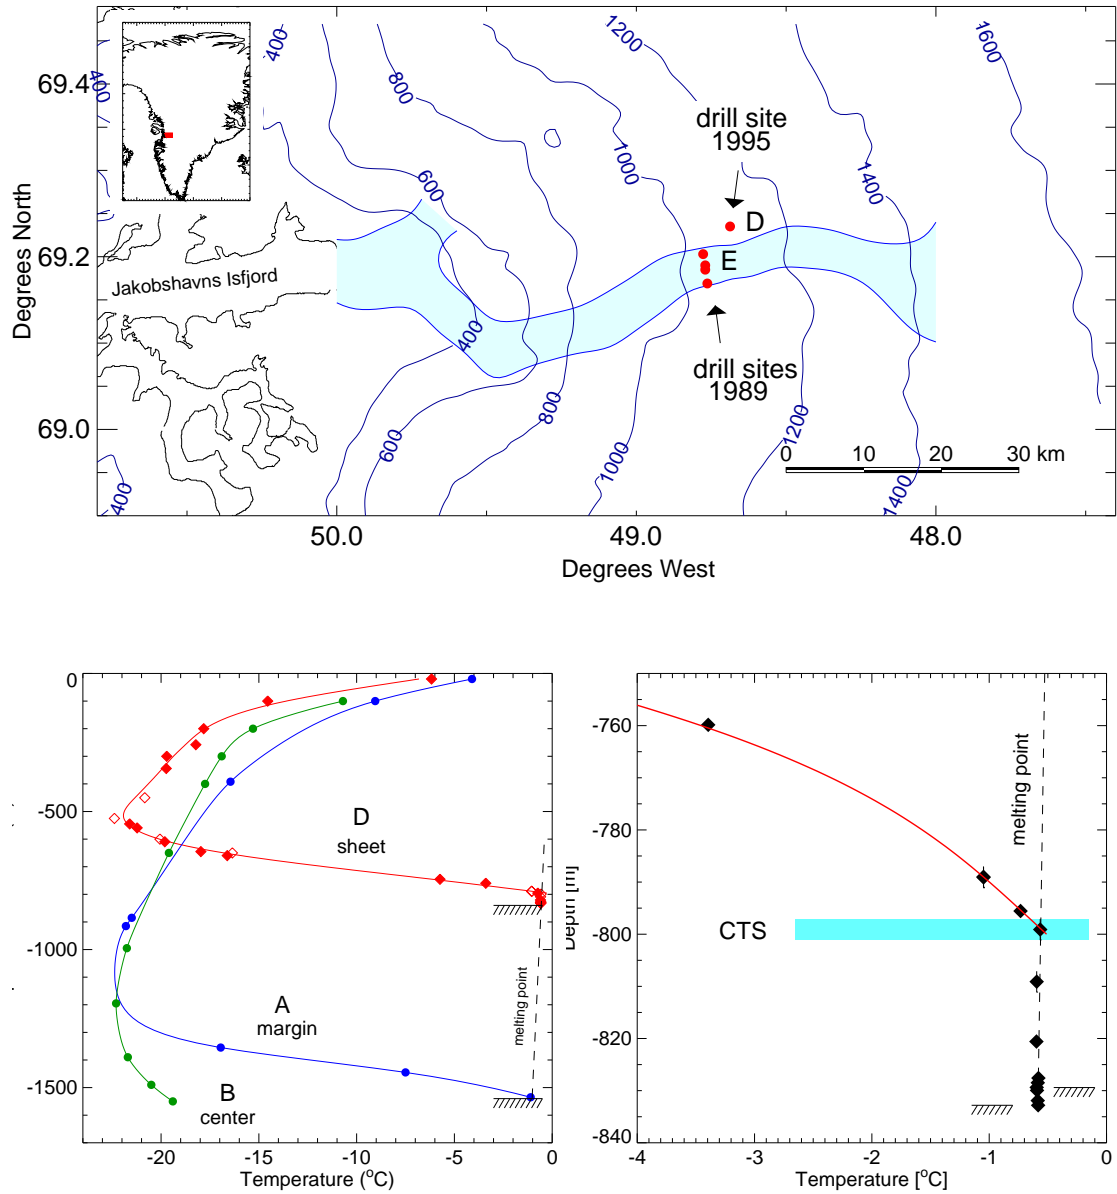 400
800
1200
1600
69.4
400
drill site
1995
1000
600
1400
D
69.2
E
Degrees North
Jakobshavns Isfjord
400
drill sites
1989
800
69.0
600
1200
1000
0 10 20 30 km
400
1400
50.0 49.0 48.0
Degrees West
0
-500
-1000
-1500
D
sheet
A
margin
B
center
melting point
-20 -15 -10 -5 0
Temperature (°C)
Depth [m]
-760
-780
-800
-820
-840
melting point
CTS
-4 -3 -2 -1 0
Temperature [°C]